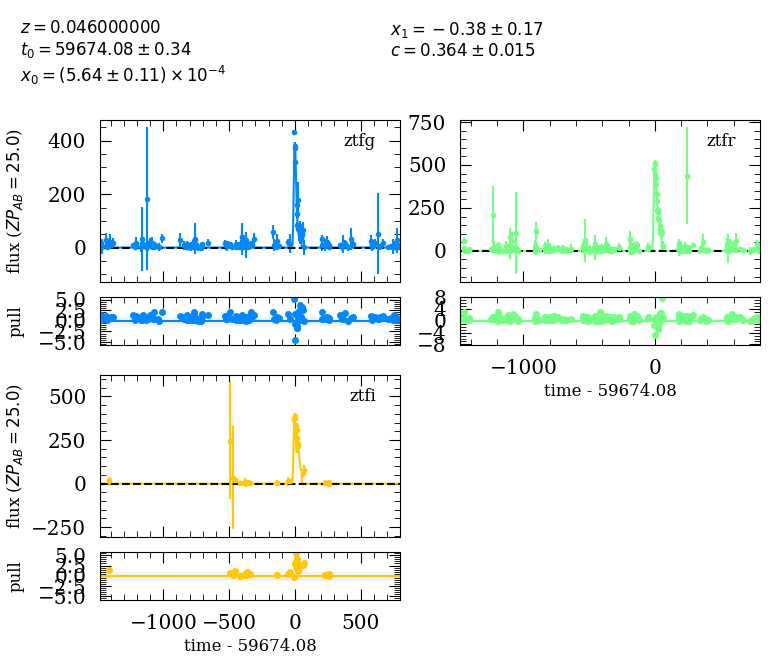 z = 0.046000000
t₀ = 59674.08 ± 0.34
x₀ = (5.64 ± 0.11) × 10⁻⁴
x₁ = −0.38 ± 0.17
c = 0.364 ± 0.015
flux (ZP_AB = 25.0)
400
200
0
ztfg
750
500
250
0
ztfr
pull
5.0
2.5
0.0
−2.5
−5.0
8
4
0
−4
−8
−1000
0
time - 59674.08
flux (ZP_AB = 25.0)
500
250
0
−250
ztfi
pull
5.0
2.5
0.0
−2.5
−5.0
−1000
−500
0
500
time - 59674.08